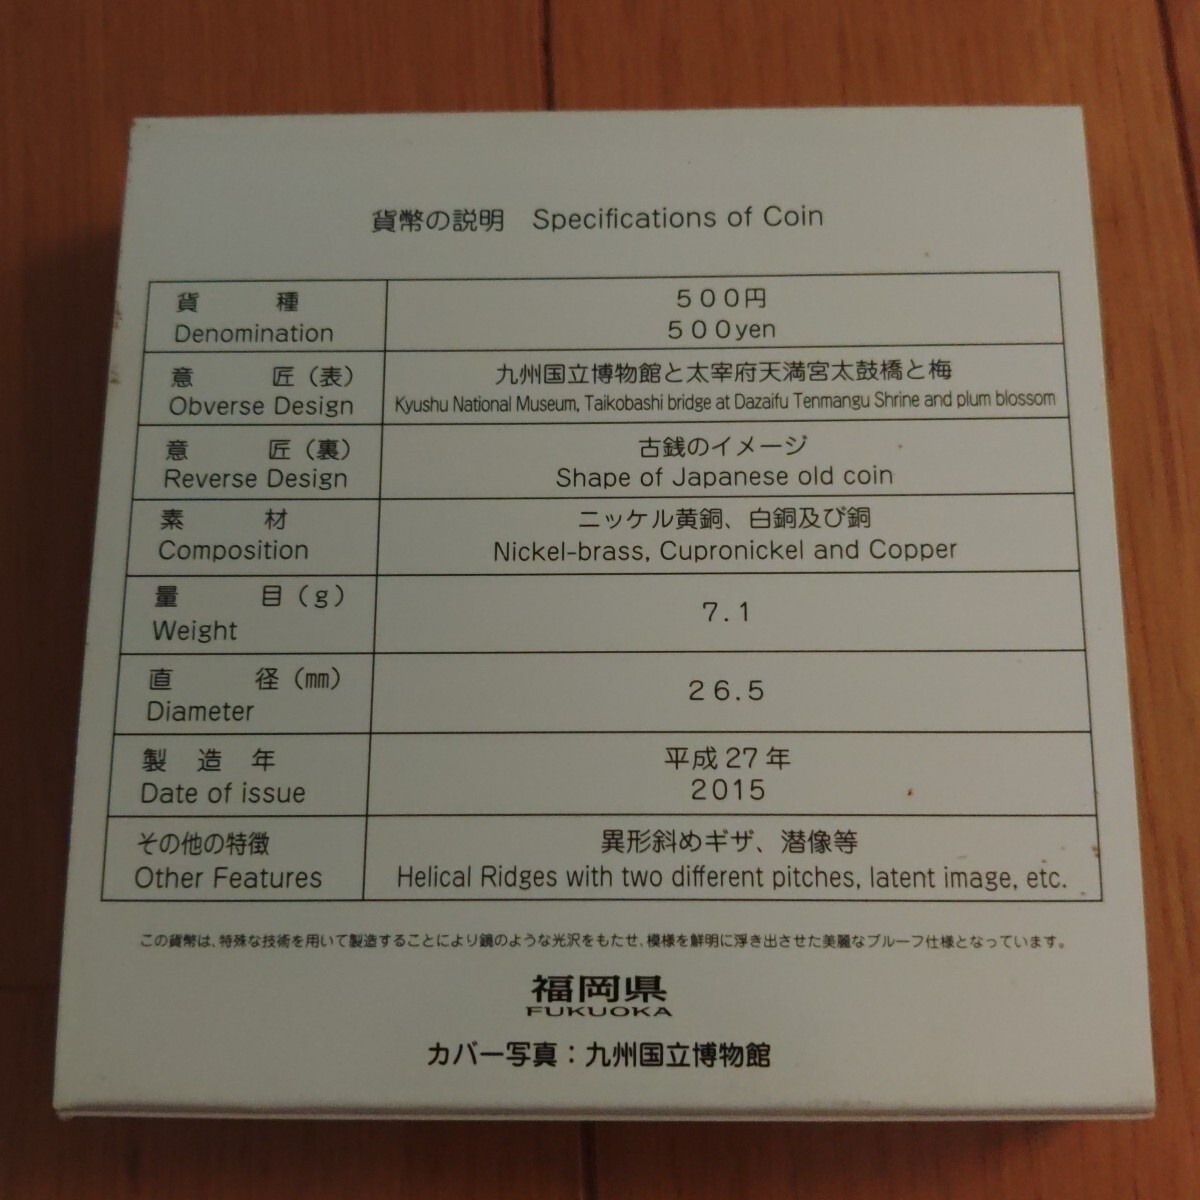 貨幣の説明 Specifications of Coin
貨種
Denomination
５００円
５００yen
意匠（表）
Obverse Design
九州国立博物館と太宰府天満宮太鼓橋と梅
Kyushu National Museum, Taikobashi bridge at Dazaifu Tenmangu Shrine and plum blossom
意匠（裏）
Reverse Design
古銭のイメージ
Shape of Japanese old coin
素材
Composition
ニッケル黄銅、白銅及び銅
Nickel-brass, Cupronickel and Copper
量目（g）
Weight
７.１
直径（㎜）
Diameter
２６.５
製造年
Date of issue
平成27年
2015
その他の特徴
Other Features
異形斜めギザ、潜像等
Helical Ridges with two different pitches, latent image, etc.
この貨幣は、特殊な技術を用いて製造することにより鏡のような光沢をもたせ、模様を鮮明に浮き出させた美麗なプルーフ仕様となっています。
福岡県
FUKUOKA
カバー写真：九州国立博物館